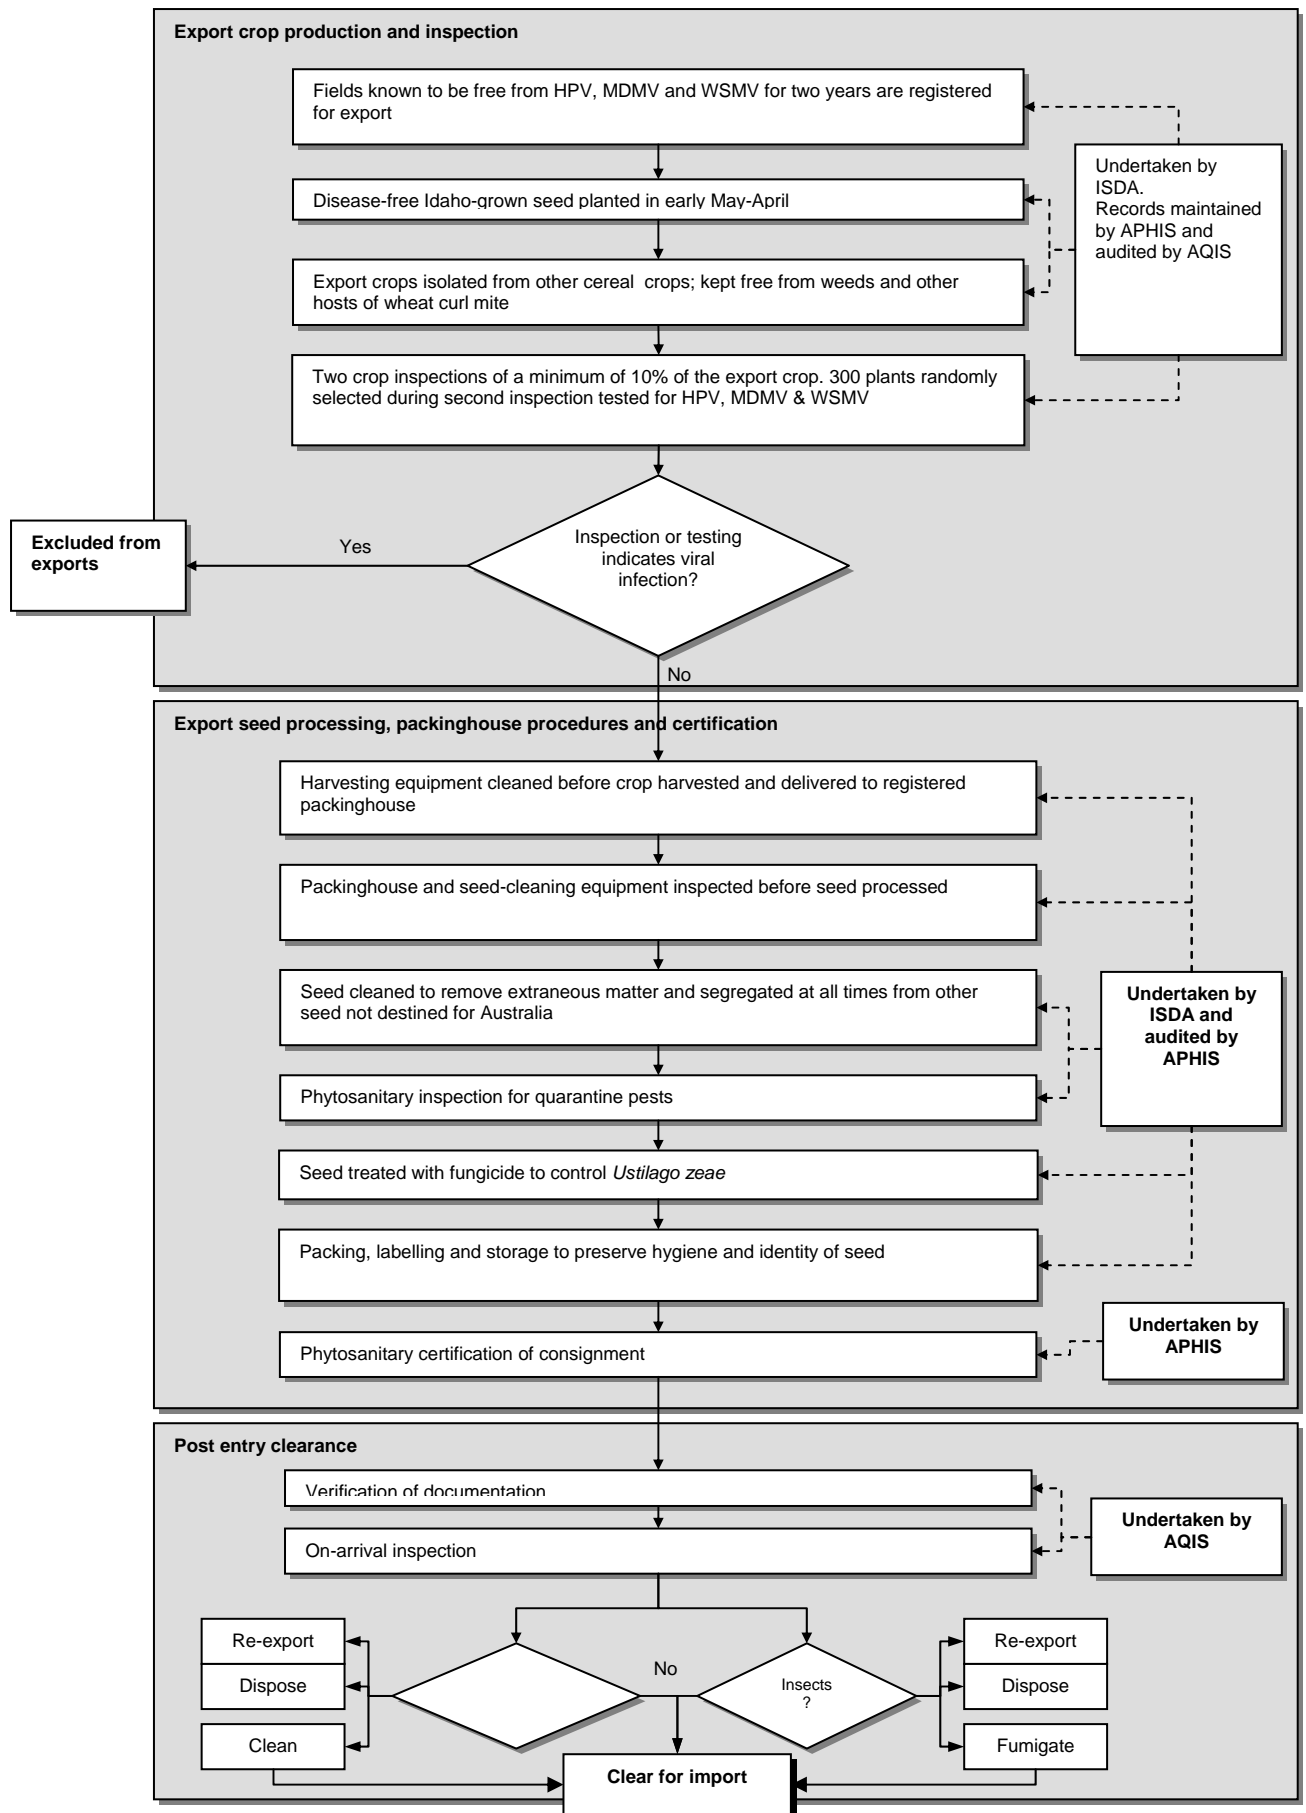 Export crop production and inspection
Fields known to be free from HPV, MDMV and WSMV for two years are registered
for export
Undertaken by
ISDA.
Records maintained
by APHIS and
audited by AQIS
Disease-free Idaho-grown seed planted in early May-April
Export crops isolated from other cereal crops; kept free from weeds and other
hosts of wheat curl mite
Two crop inspections of a minimum of 10% of the export crop. 300 plants randomly
selected during second inspection tested for HPV, MDMV & WSMV
Inspection or testing
indicates viral
infection?
Yes
Excluded from
exports
No
Export seed processing, packinghouse procedures and certification
Harvesting equipment cleaned before crop harvested and delivered to registered
packinghouse
Packinghouse and seed-cleaning equipment inspected before seed processed
Seed cleaned to remove extraneous matter and segregated at all times from other
seed not destined for Australia
Undertaken by
ISDA and
audited by
APHIS
Phytosanitary inspection for quarantine pests
Seed treated with fungicide to control Ustilago zeae
Packing, labelling and storage to preserve hygiene and identity of seed
Phytosanitary certification of consignment
Undertaken by
APHIS
Post entry clearance
Verification of documentation
On-arrival inspection
Undertaken by
AQIS
Re-export
Dispose
Clean
No
Insects
?
Re-export
Dispose
Fumigate
Clear for import